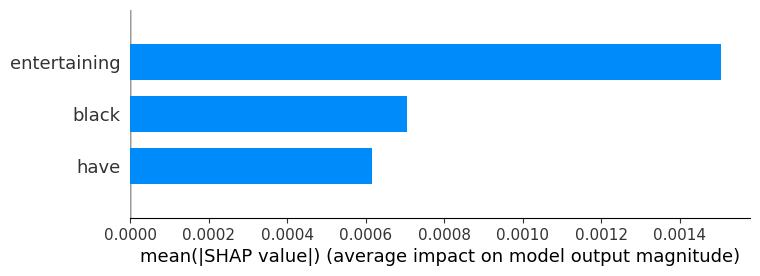 entertaining
black
have
0.0000 0.0002 0.0004 0.0006 0.0008 0.0010 0.0012 0.0014
mean(|SHAP value|) (average impact on model output magnitude)